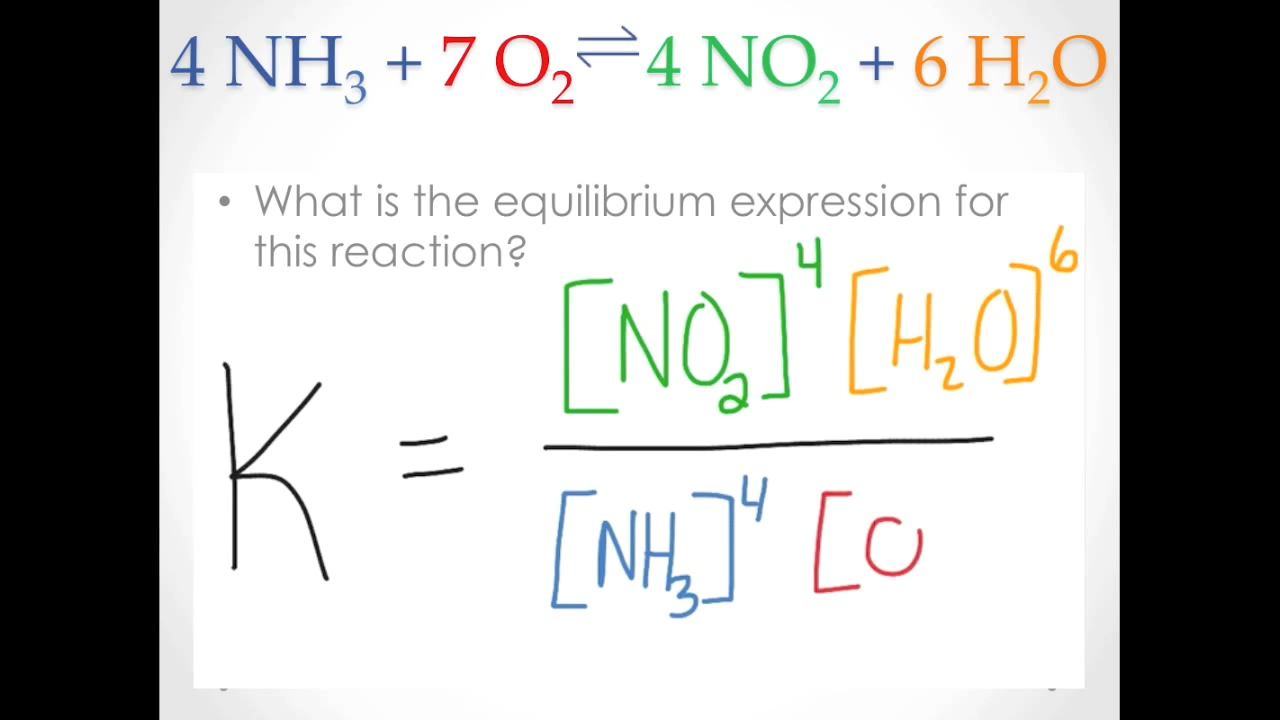 4 NH₃ + 7 O₂ ⇌ 4 NO₂ + 6 H₂O
• What is the equilibrium expression for
this reaction?
[NO₂]⁴ [H₂O]⁶
K =
[NH₃]⁴ [O